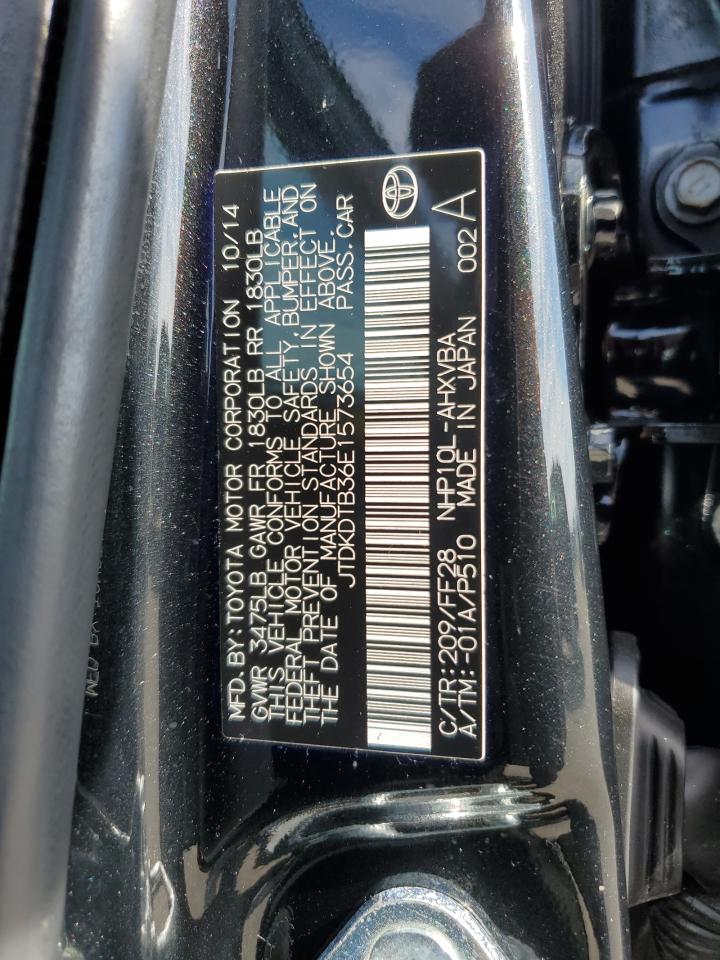 MFD. BY: TOYOTA MOTOR CORPORATION 10/14
GVWR 3475LB GAWR FR 1830LB RR 1830LB
THIS VEHICLE CONFORMS TO ALL APPLICABLE
FEDERAL MOTOR VEHICLE SAFETY, BUMPER, AND
THEFT PREVENTION STANDARDS IN EFFECT ON
THE DATE OF MANUFACTURE SHOWN ABOVE.
JTDKDTB36E1573654 PASS. CAR
C/TR: 209/FF28 NHP10L-AHXVBA 002 A
A/TM: -01A/P510 MADE IN JAPAN